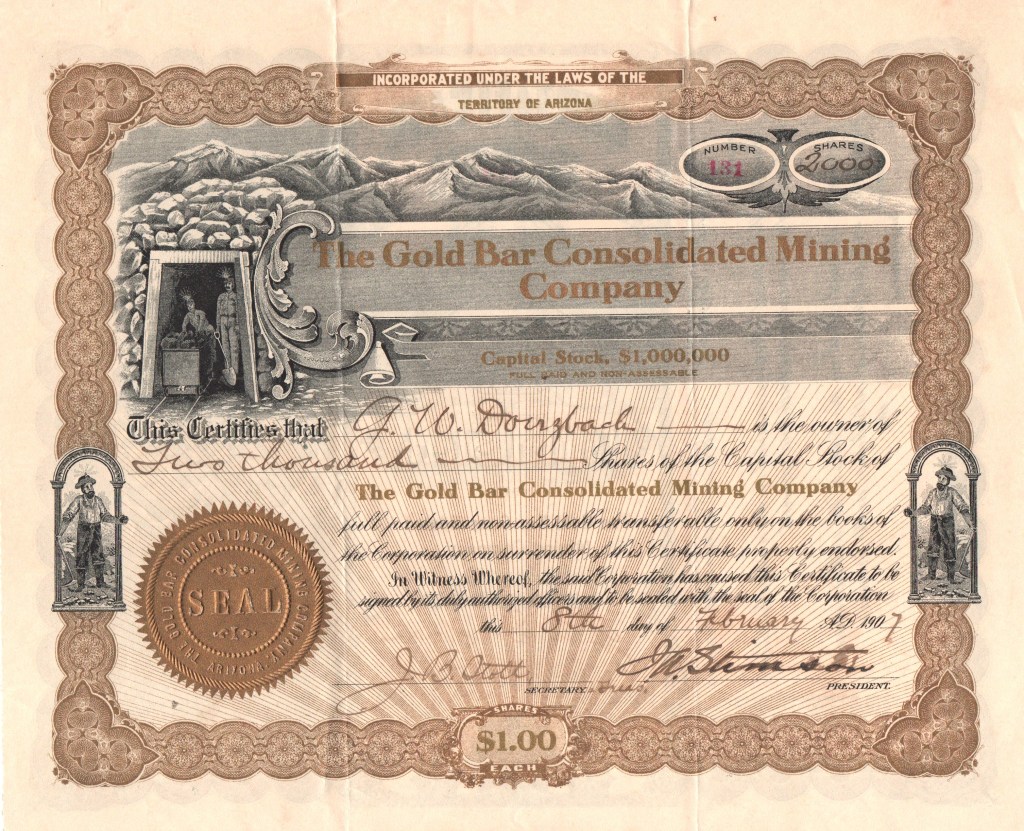 INCORPORATED UNDER THE LAWS OF THE
TERRITORY OF ARIZONA
NUMBER
131
SHARES
2000
The Gold Bar Consolidated Mining
Company
Capital Stock, $1,000,000
FULL PAID AND NON-ASSESSABLE
This Certifies that G. W. Doerzbach is the owner of
Two thousand Shares of the Capital Stock of
The Gold Bar Consolidated Mining Company
full paid and non-assessable transferable only on the books of
the Corporation on surrender of this Certificate properly endorsed.
In Witness Whereof, the said Corporation has caused this Certificate to be
signed by its duly authorized officers and to be sealed with the seal of the Corporation
this 8th day of February A.D. 1907
THE GOLD BAR CONSOLIDATED MINING COMPANY
SEAL
ARIZONA
J. B. Stott
SECRETARY
J. W. Stimson
PRESIDENT.
SHARES
$1.00
EACH